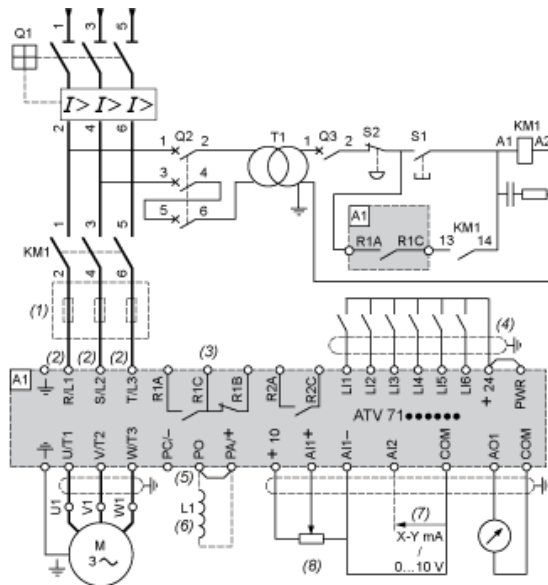 1 3 5
Q1
I> I> I>
2 4 6
1 Q2 2
3 4
5 6
T1
1 Q3 2
S2
S1
KM1
A1 A2
A1
R1A R1C
KM1
13 14
1 3 5
KM1
2 4 6
(1)
(2) (2) (2)
(3)
(4)
A1
R/L1
S/L2
T/L3
R1A
R1C
R1B
R2A
R2C
LI1
LI2
LI3
LI4
LI5
LI6
+ 24
PWR
ATV 71●●●●●●
U/T1
V/T2
W/T3
PC/–
PO
PA/+
+ 10
AI1+
AI1–
AI2
COM
AO1
COM
(5)
L1
(6)
U1
V1
W1
M
3 ~
(7)
X-Y mA
/
0...10 V
(8)